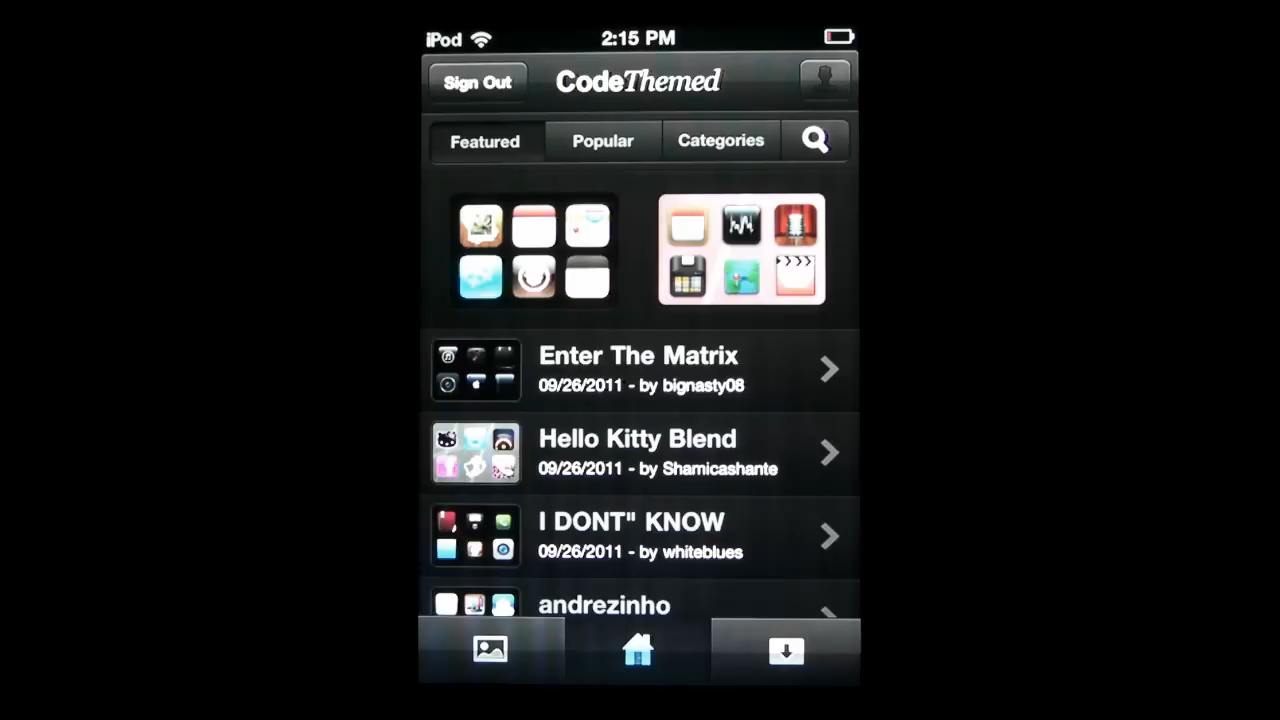 iPod 2:15 PM
Sign Out CodeThemed
Featured Popular Categories
Enter The Matrix
09/26/2011 - by bignasty08
Hello Kitty Blend
09/26/2011 - by Shamicashante
I DONT" KNOW
09/26/2011 - by whiteblues
andrezinho